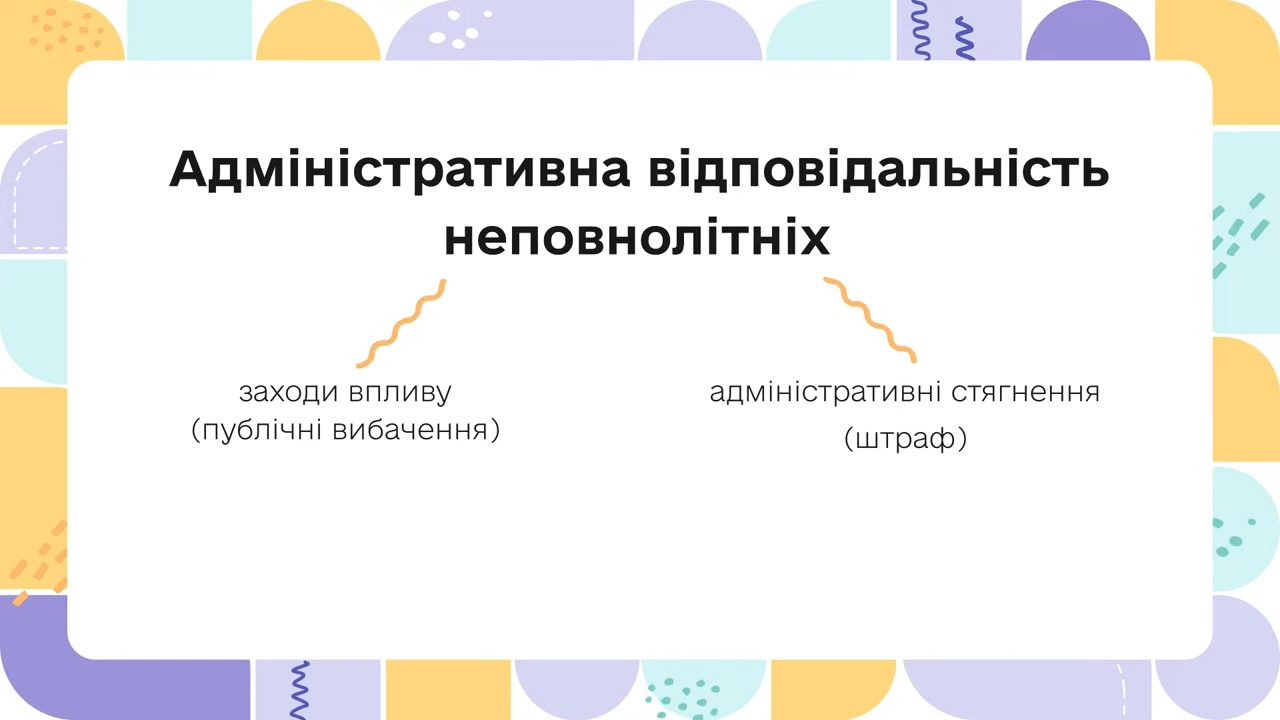 Адміністративна відповідальність
неповнолітніх
заходи впливу
(публічні вибачення)
адміністративні стягнення
(штраф)